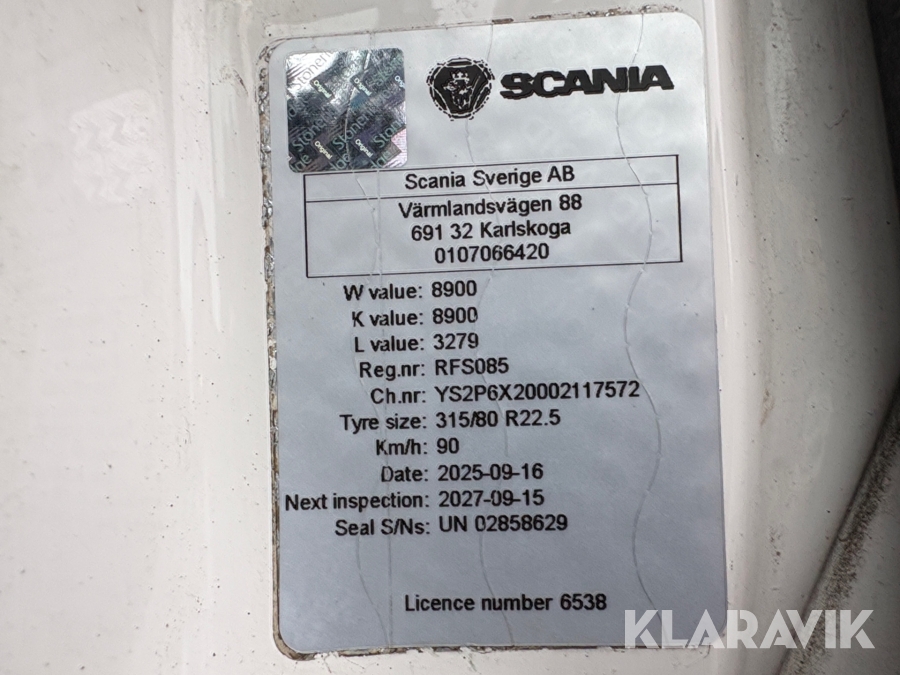 SCANIA
Scania Sverige AB
Värmlandsvägen 88
691 32 Karlskoga
0107066420
W value: 8900
K value: 8900
L value: 3279
Reg.nr: RFS085
Ch.nr: YS2P6X20002117572
Tyre size: 315/80 R22.5
Km/h: 90
Date: 2025-09-16
Next inspection: 2027-09-15
Seal S/Ns: UN 02858629
Licence number 6538
KLARAVIK